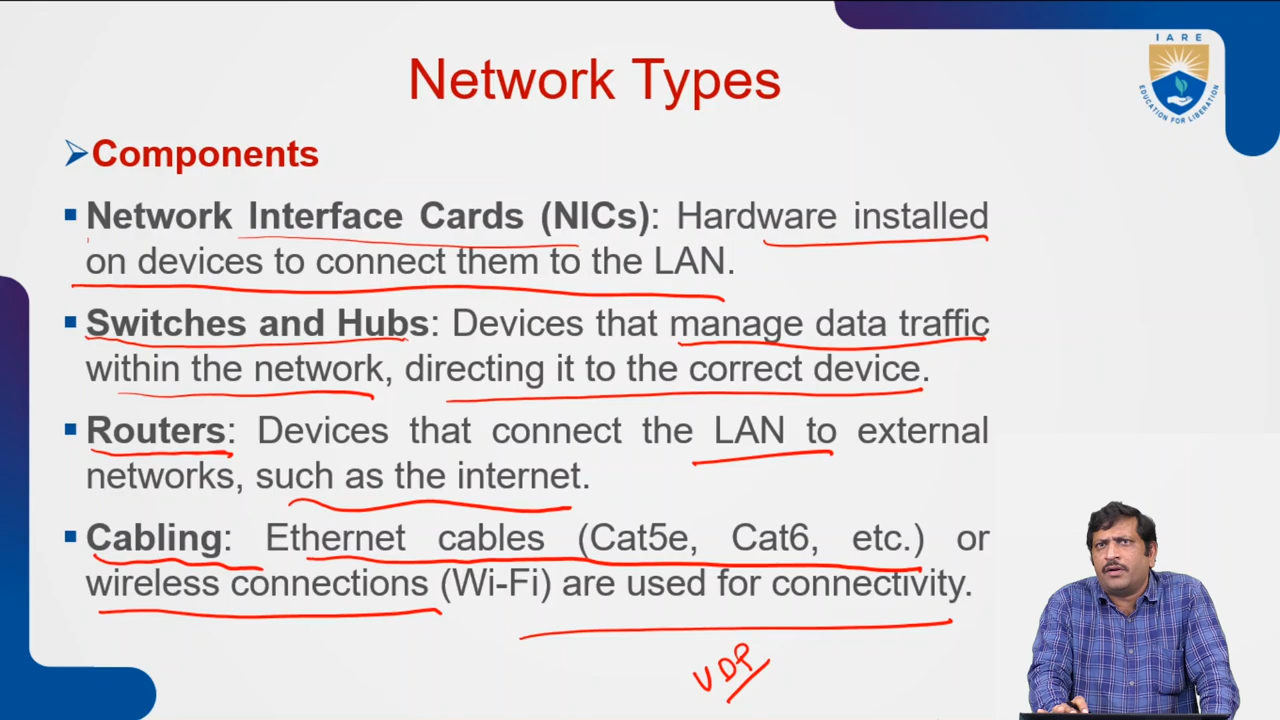 IARE
EDUCATION FOR LIBERATION
Network Types
Components
Network Interface Cards (NICs): Hardware installed
on devices to connect them to the LAN.
Switches and Hubs: Devices that manage data traffic
within the network, directing it to the correct device.
Routers: Devices that connect the LAN to external
networks, such as the internet.
Cabling: Ethernet cables (Cat5e, Cat6, etc.) or
wireless connections (Wi-Fi) are used for connectivity.
VDP